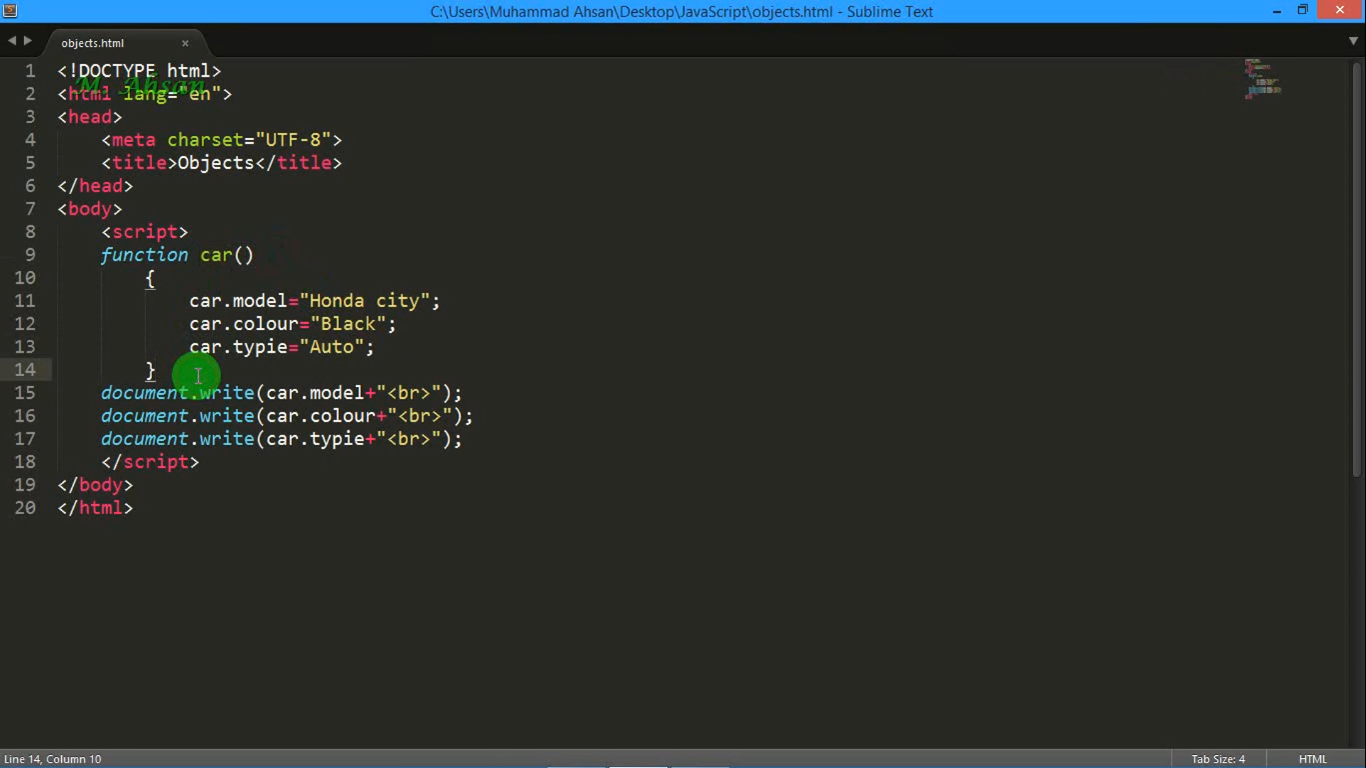 C:\Users\Muhammad Ahsan\Desktop\JavaScript\objects.html - Sublime Text
objects.html ×
M. Ahsan
1 <!DOCTYPE html>
2 <html lang="en">
3 <head>
4 <meta charset="UTF-8">
5 <title>Objects</title>
6 </head>
7 <body>
8 <script>
9 function car()
10 {
11 car.model="Honda city";
12 car.colour="Black";
13 car.typie="Auto";
14 }
15 document.write(car.model+"<br>");
16 document.write(car.colour+"<br>");
17 document.write(car.typie+"<br>");
18 </script>
19 </body>
20 </html>
Line 14, Column 10 Tab Size: 4 HTML